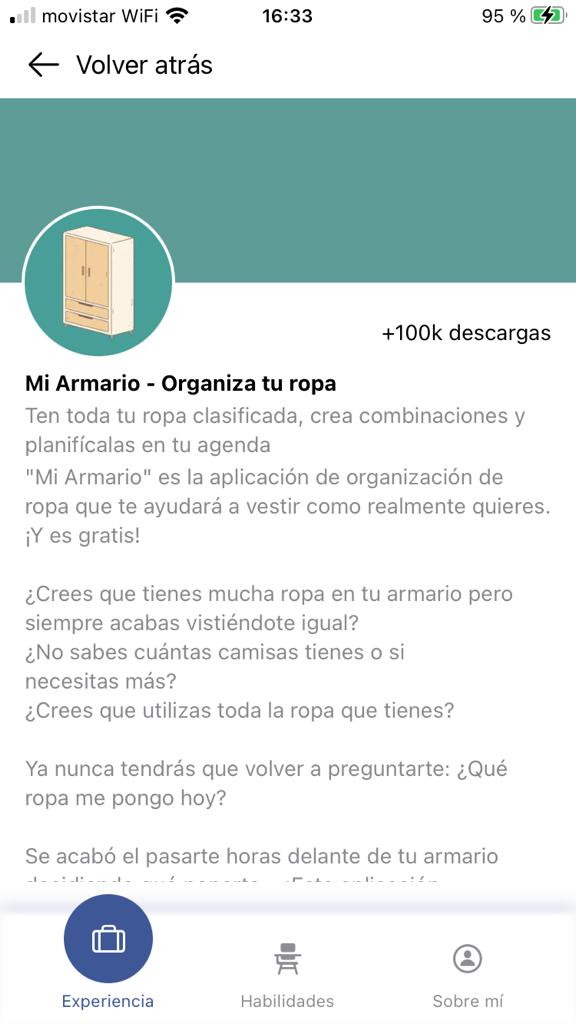 movistar WiFi
16:33
95 %
Volver atrás
+100k descargas
Mi Armario - Organiza tu ropa
Ten toda tu ropa clasificada, crea combinaciones y
planifícalas en tu agenda
"Mi Armario" es la aplicación de organización de
ropa que te ayudará a vestir como realmente quieres.
¡Y es gratis!
¿Crees que tienes mucha ropa en tu armario pero
siempre acabas vistiéndote igual?
¿No sabes cuántas camisas tienes o si
necesitas más?
¿Crees que utilizas toda la ropa que tienes?
Ya nunca tendrás que volver a preguntarte: ¿Qué
ropa me pongo hoy?
Se acabó el pasarte horas delante de tu armario
Experiencia
Habilidades
Sobre mí